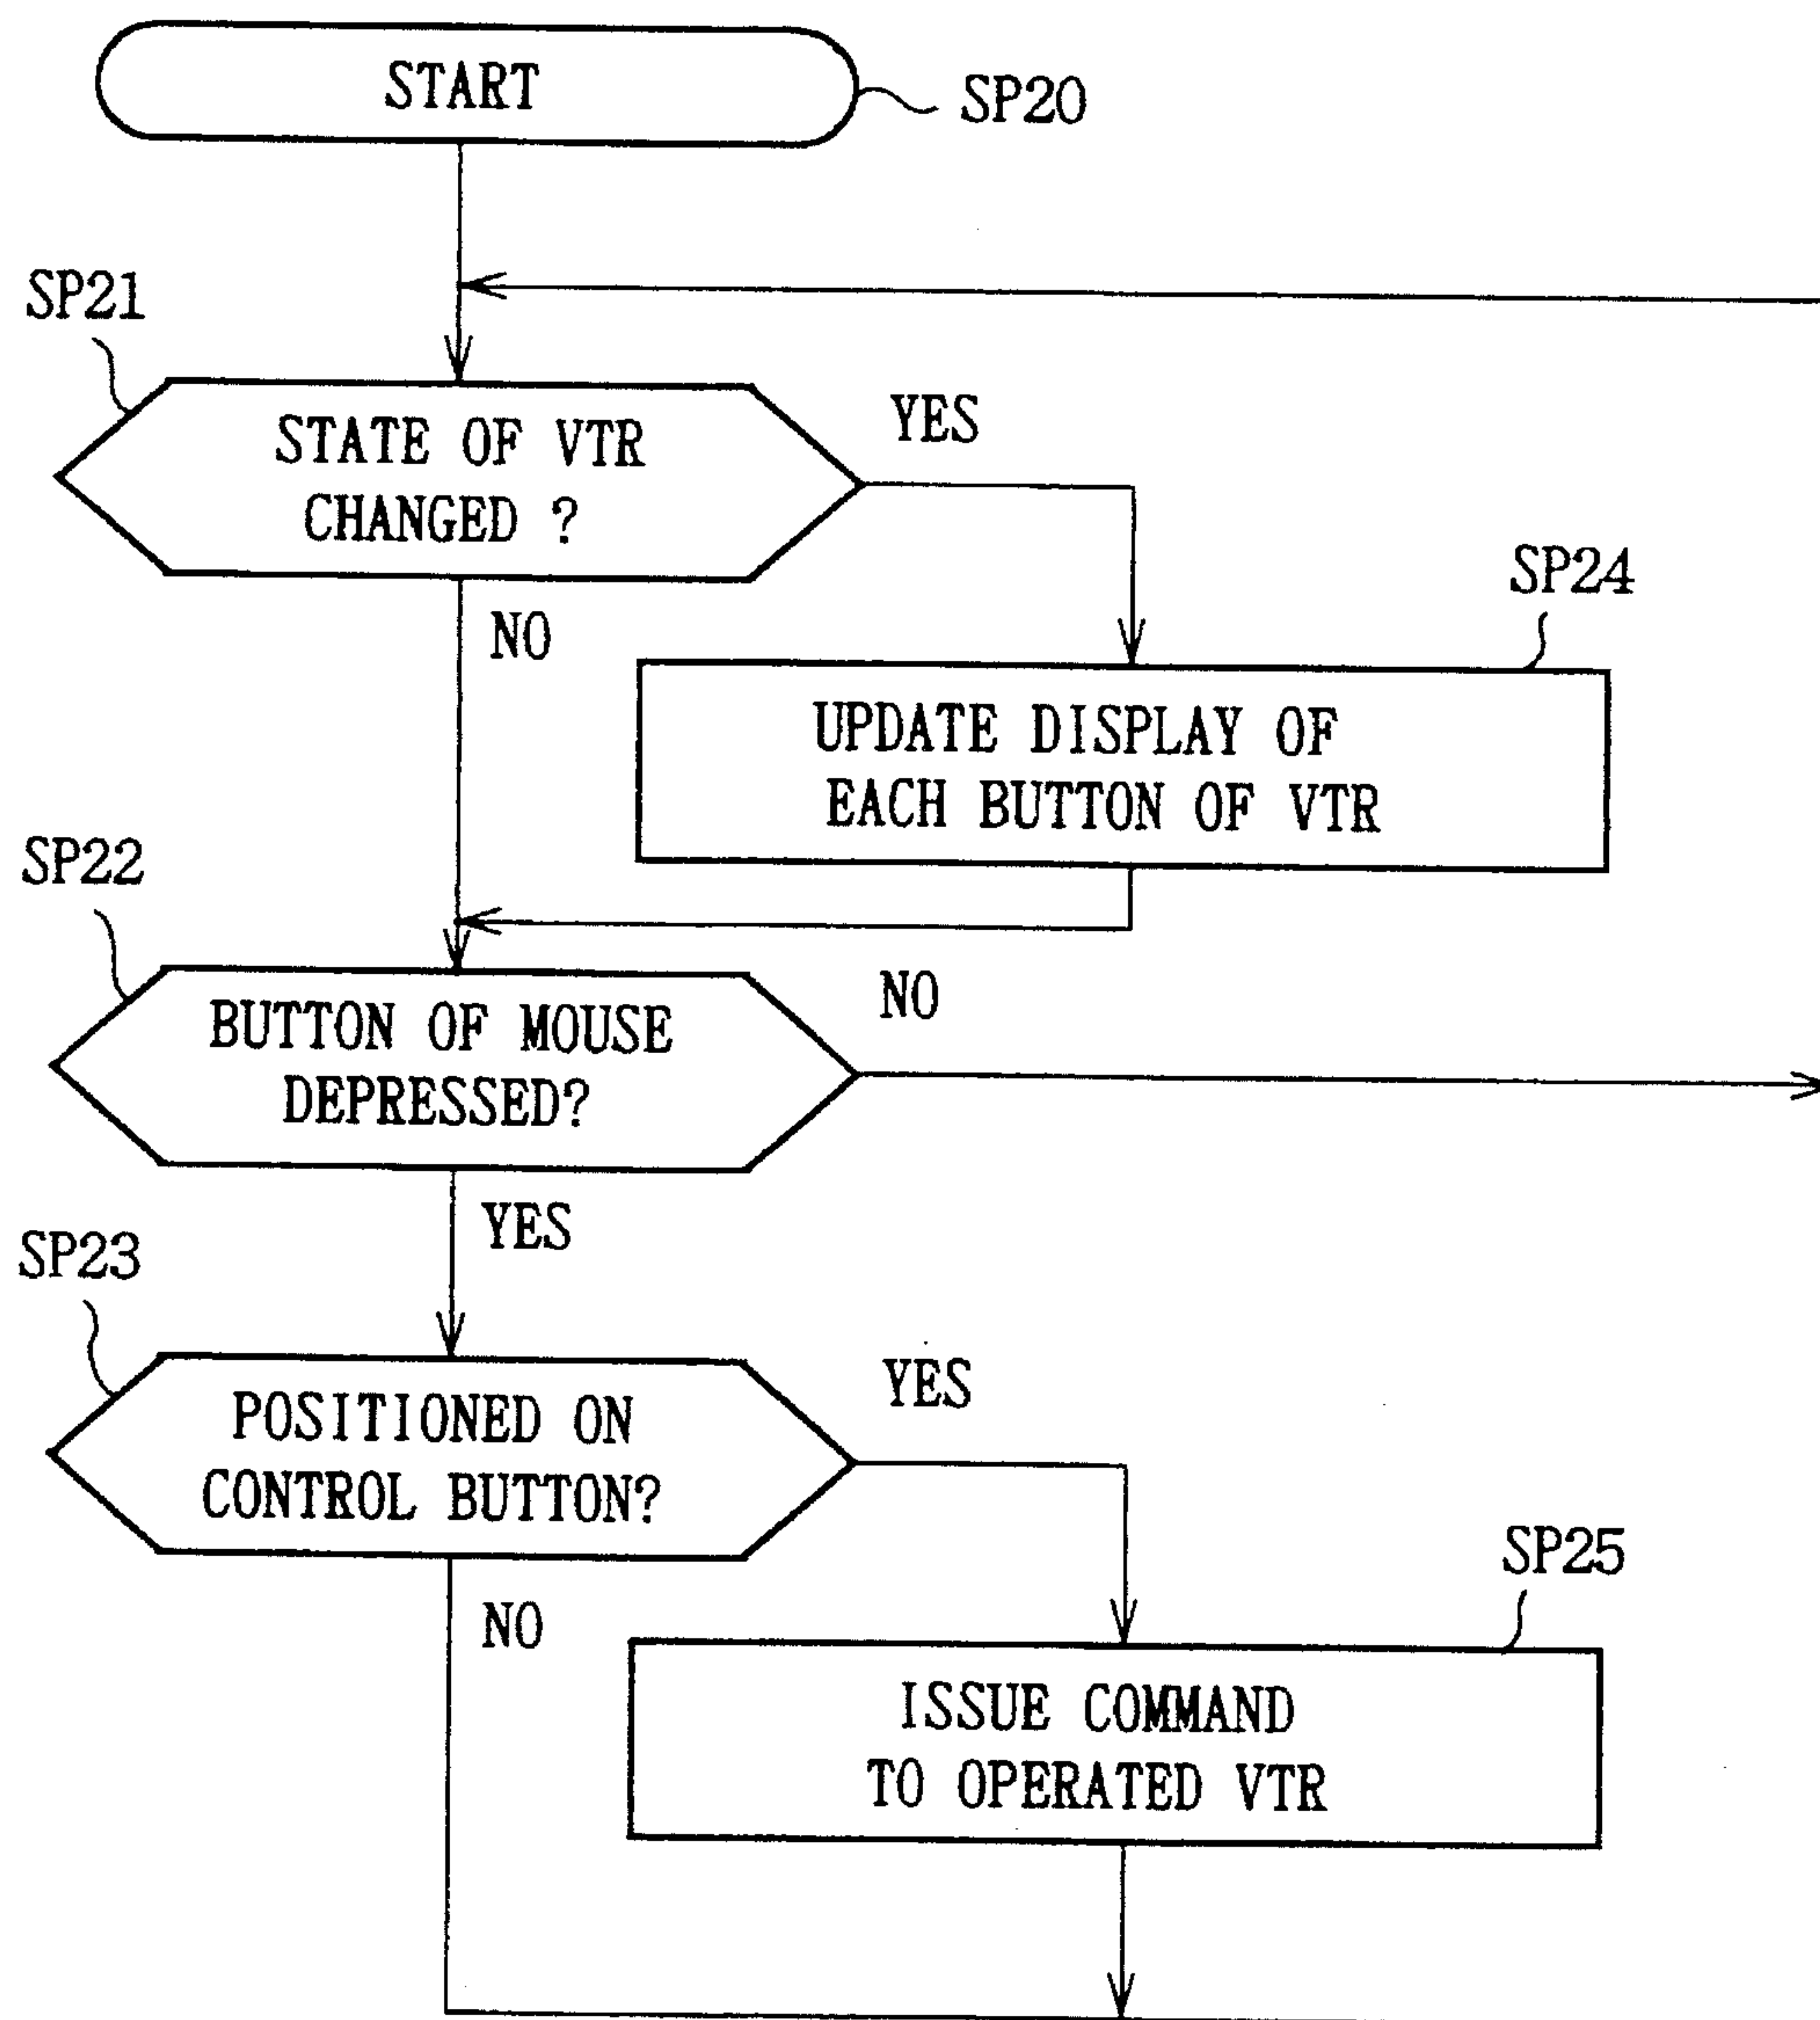 START
SP20
SP21
STATE OF VTR
CHANGED ?
YES
NO
SP24
UPDATE DISPLAY OF
EACH BUTTON OF VTR
SP22
BUTTON OF MOUSE
DEPRESSED?
NO
YES
SP23
POSITIONED ON
CONTROL BUTTON?
YES
NO
SP25
ISSUE COMMAND
TO OPERATED VTR